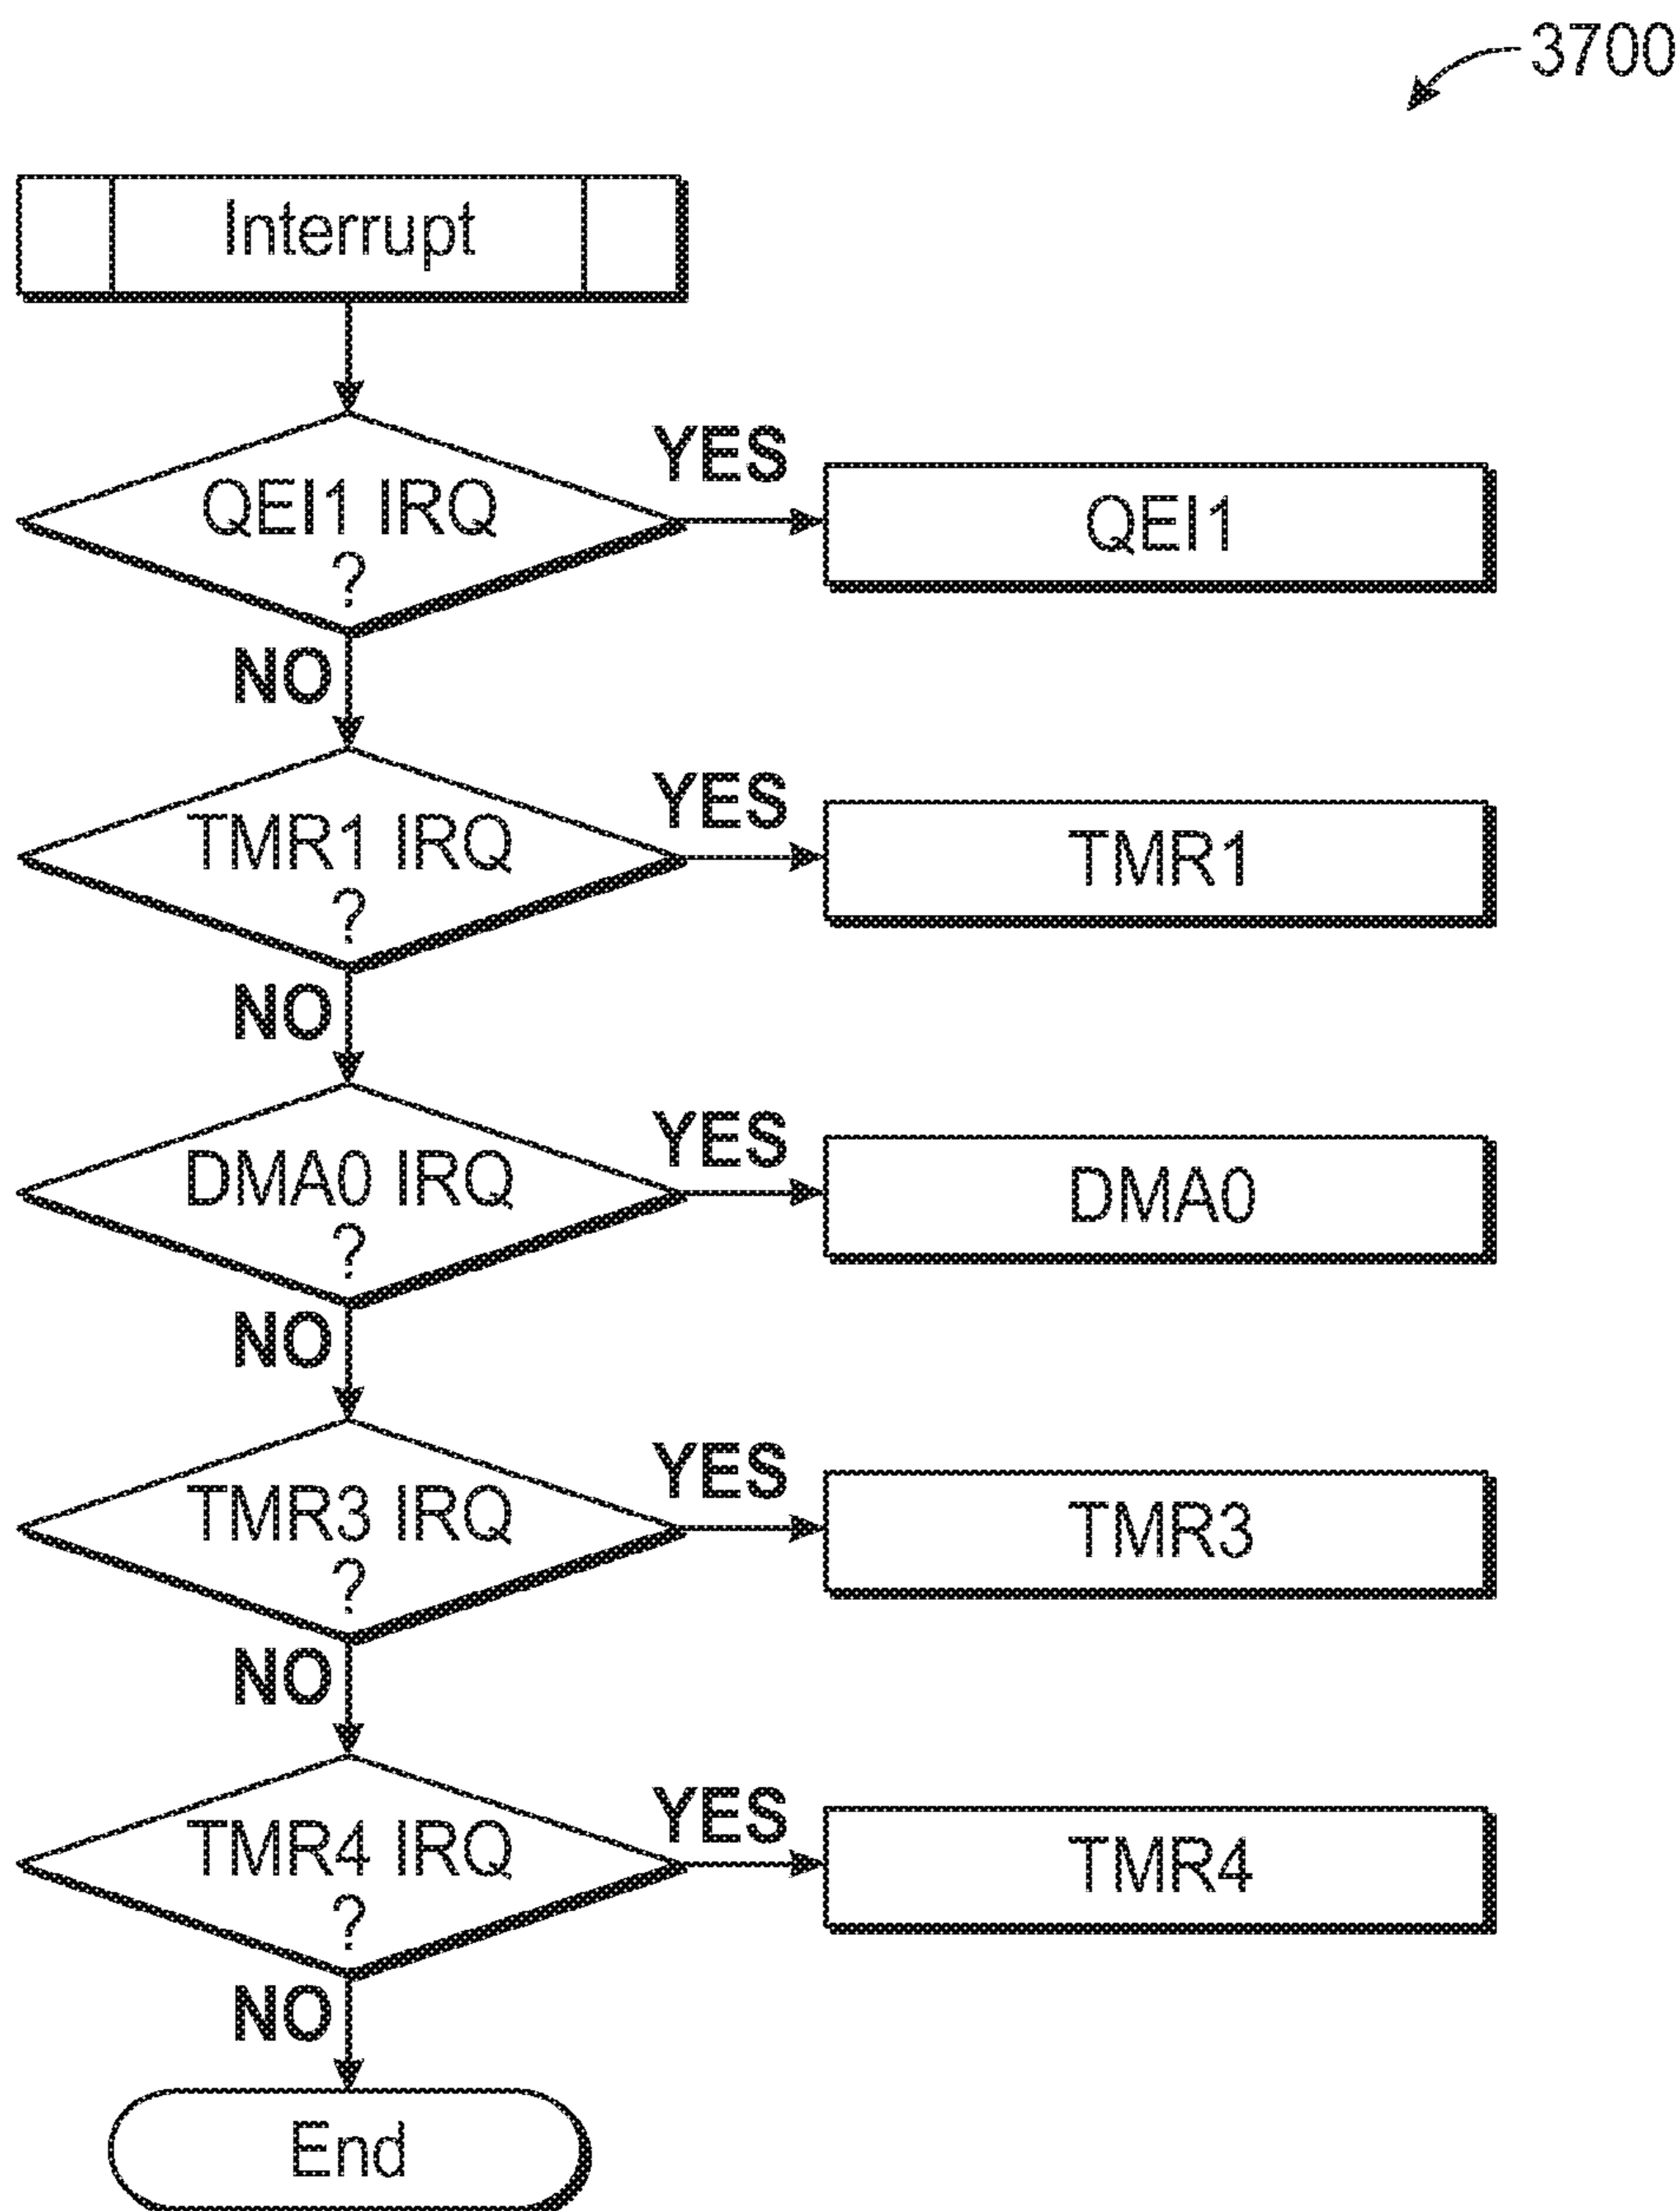 3700
Interrupt
QEI1 IRQ
?
YES
QEI1
NO
TMR1 IRQ
?
YES
TMR1
NO
DMA0 IRQ
?
YES
DMA0
NO
TMR3 IRQ
?
YES
TMR3
NO
TMR4 IRQ
?
YES
TMR4
NO
End